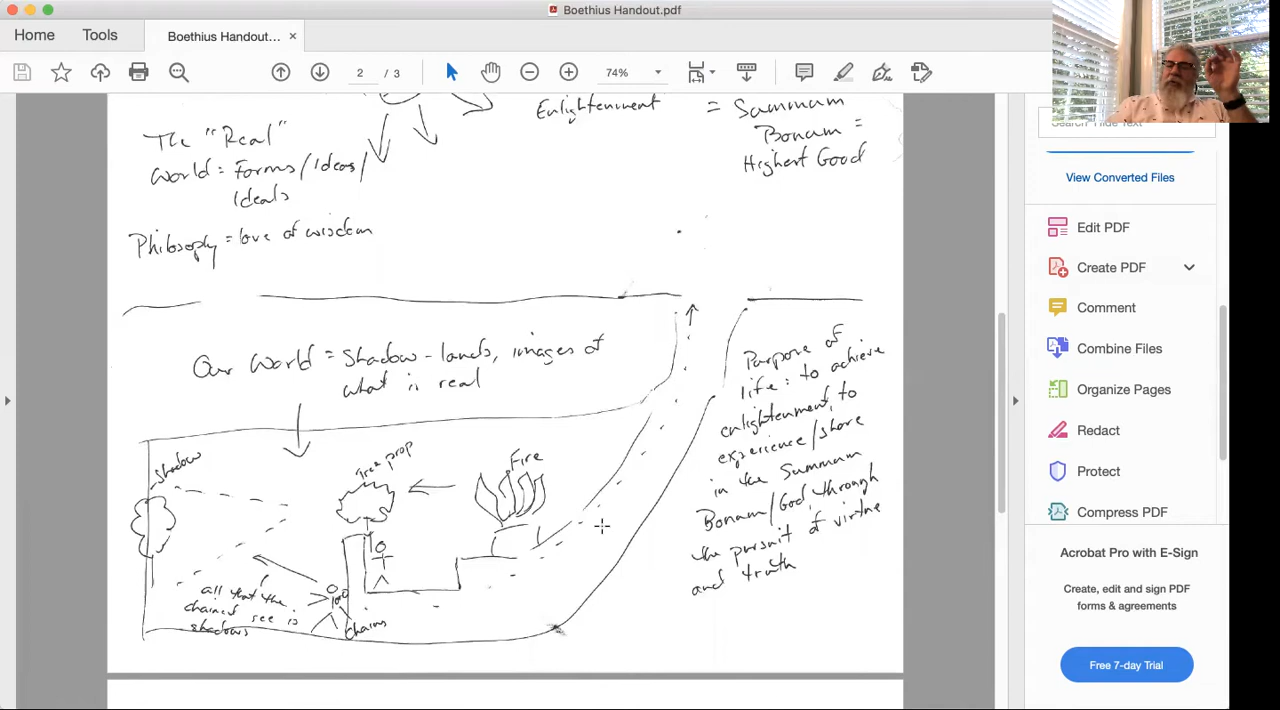 Boethius Handout.pdf
Home
Tools
Boethius Handout...
2 / 3
74%
Enlightenment
= Summum
Bonam =
Highest Good
The "Real"
World = Forms/Ideas/
Ideals
Philosophy = love of wisdom
Our World = Shadow-lands, images of
what is real
Purpose of
life: to achieve
enlightenment, to
experience/share
in the Summam
Bonam/God through
the pursuit of virtue
and truth
shadow
Tree prop
Fire
all that the
chained see is
shadows
chains
View Converted Files
Edit PDF
Create PDF
Comment
Combine Files
Organize Pages
Redact
Protect
Compress PDF
Acrobat Pro with E-Sign
Create, edit and sign PDF
forms & agreements
Free 7-day Trial